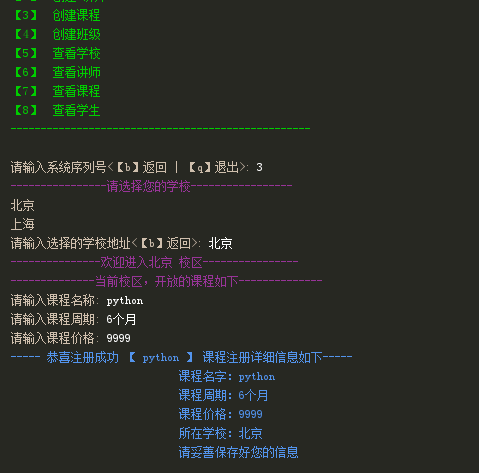 【3】 创建课程
【4】 创建班级
【5】 查看学校
【6】 查看讲师
【7】 查看课程
【8】 查看学生
--------------------------------------------------
请输入系统序列号<【b】返回 | 【q】退出>: 3
----------------请选择您的学校-----------------
北京
上海
请输入选择的学校地址<【b】返回>: 北京
---------------欢迎进入北京 校区----------------
--------------当前校区, 开放的课程如下--------------
请输入课程名称: python
请输入课程周期: 6个月
请输入课程价格: 9999
----- 恭喜注册成功 【 python 】 课程注册详细信息如下-----
课程名字: python
课程周期: 6个月
课程价格: 9999
所在学校: 北京
请妥善保存好您的信息